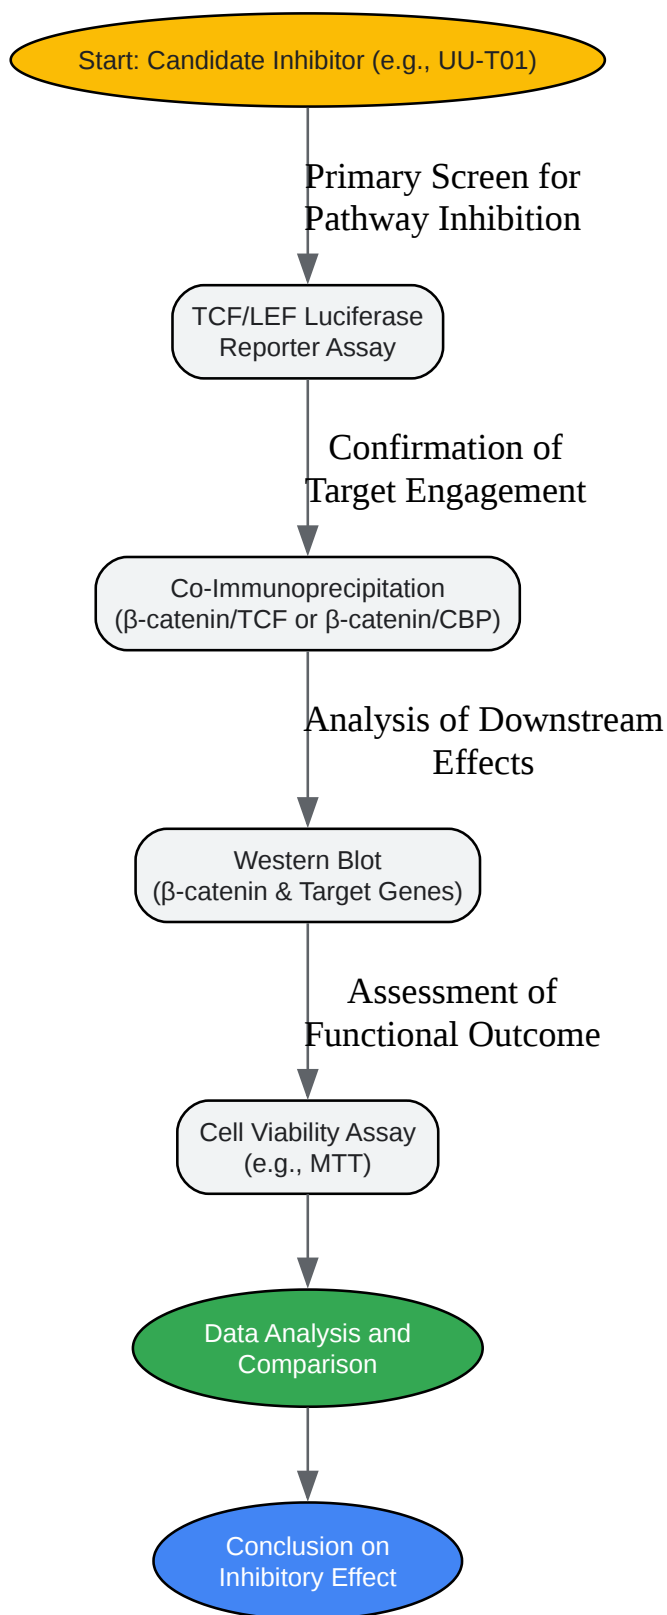 Start: Candidate Inhibitor (e.g., UU-T01)
Primary Screen for
Pathway Inhibition
TCF/LEF Luciferase
Reporter Assay
Confirmation of
Target Engagement
Co-Immunoprecipitation
(β-catenin/TCF or β-catenin/CBP)
Analysis of Downstream
Effects
Western Blot
(β-catenin & Target Genes)
Assessment of
Functional Outcome
Cell Viability Assay
(e.g., MTT)
Data Analysis and
Comparison
Conclusion on
Inhibitory Effect